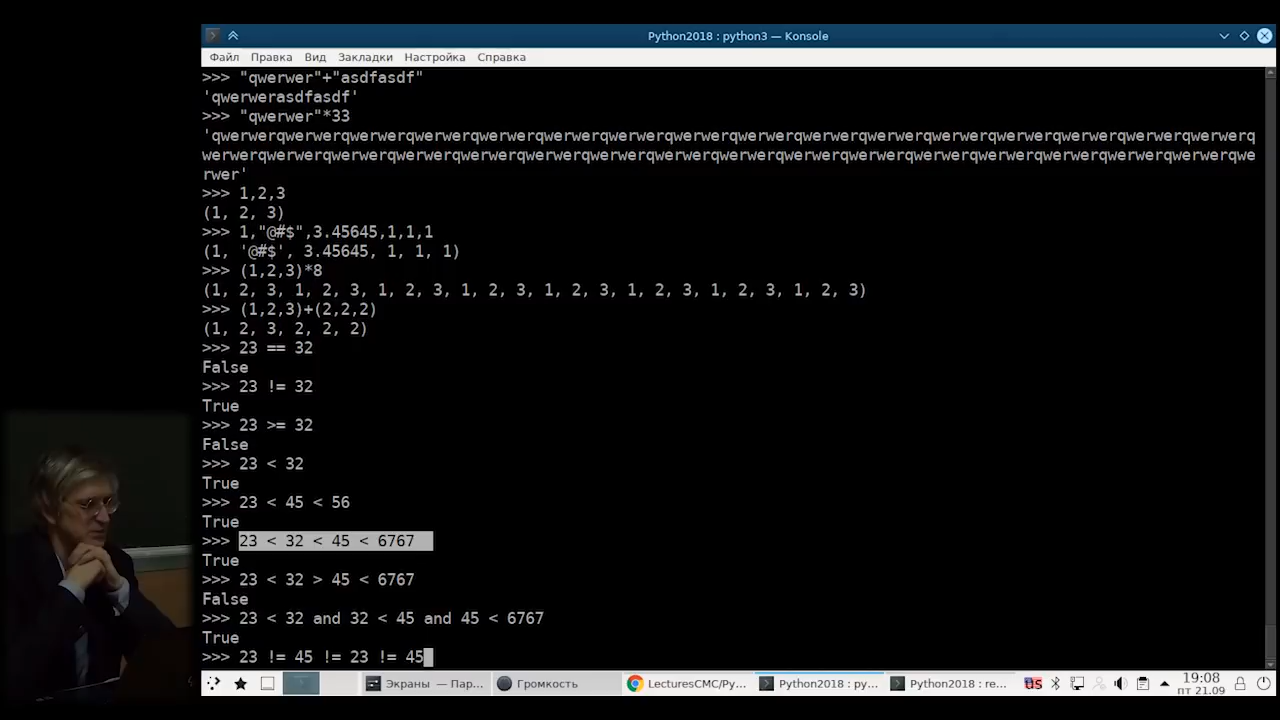 Python2018 : python3 — Konsole
Файл Правка Вид Закладки Настройка Справка
>>> "qwerwer"+"asdfasdf"
'qwerwerasdfasdf'
>>> "qwerwer"*33
'qwerwerqwerwerqwerwerqwerwerqwerwerqwerwerqwerwerqwerwerqwerwerqwerwerqwerwerqwerwerqwerwerqwerwerqwerwerqwerwerq
werwerqwerwerqwerwerqwerwerqwerwerqwerwerqwerwerqwerwerqwerwerqwerwerqwerwerqwerwerqwerwerqwerwerqwerwerqwerwerqwe
rwer'
>>> 1,2,3
(1, 2, 3)
>>> 1,"@#$",3.45645,1,1,1
(1, '@#$', 3.45645, 1, 1, 1)
>>> (1,2,3)*8
(1, 2, 3, 1, 2, 3, 1, 2, 3, 1, 2, 3, 1, 2, 3, 1, 2, 3, 1, 2, 3, 1, 2, 3)
>>> (1,2,3)+(2,2,2)
(1, 2, 3, 2, 2, 2)
>>> 23 == 32
False
>>> 23 != 32
True
>>> 23 >= 32
False
>>> 23 < 32
True
>>> 23 < 45 < 56
True
>>> 23 < 32 < 45 < 6767
True
>>> 23 < 32 > 45 < 6767
False
>>> 23 < 32 and 32 < 45 and 45 < 6767
True
>>> 23 != 45 != 23 != 45
Экраны — Пар... Громкость LecturesCMC/Py... Python2018 : py... Python2018 : re... us 19:08
пт 21.09